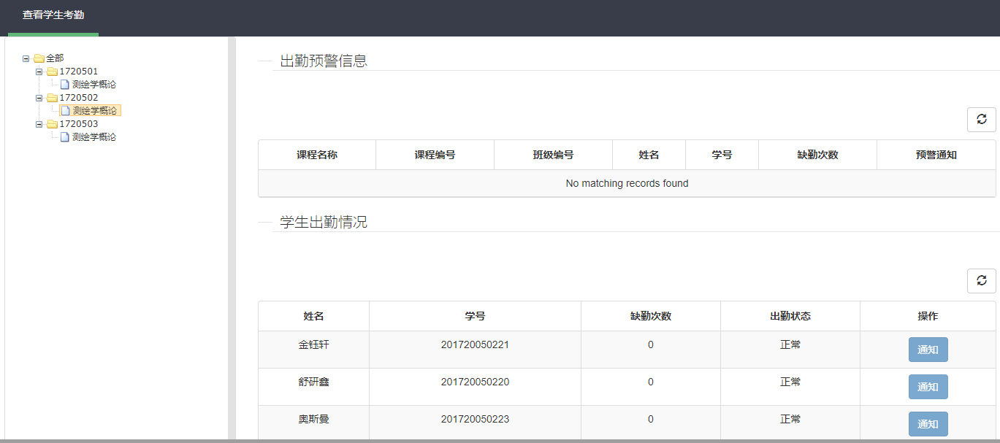 查看学生考勤
全部
1720501
测绘学概论
1720502
测绘学概论
1720503
测绘学概论
出勤预警信息
课程名称 课程编号 班级编号 姓名 学号 缺勤次数 预警通知
No matching records found
学生出勤情况
姓名 学号 缺勤次数 出勤状态 操作
金钰轩 201720050221 0 正常 通知
舒研鑫 201720050220 0 正常 通知
奥斯曼 201720050223 0 正常 通知